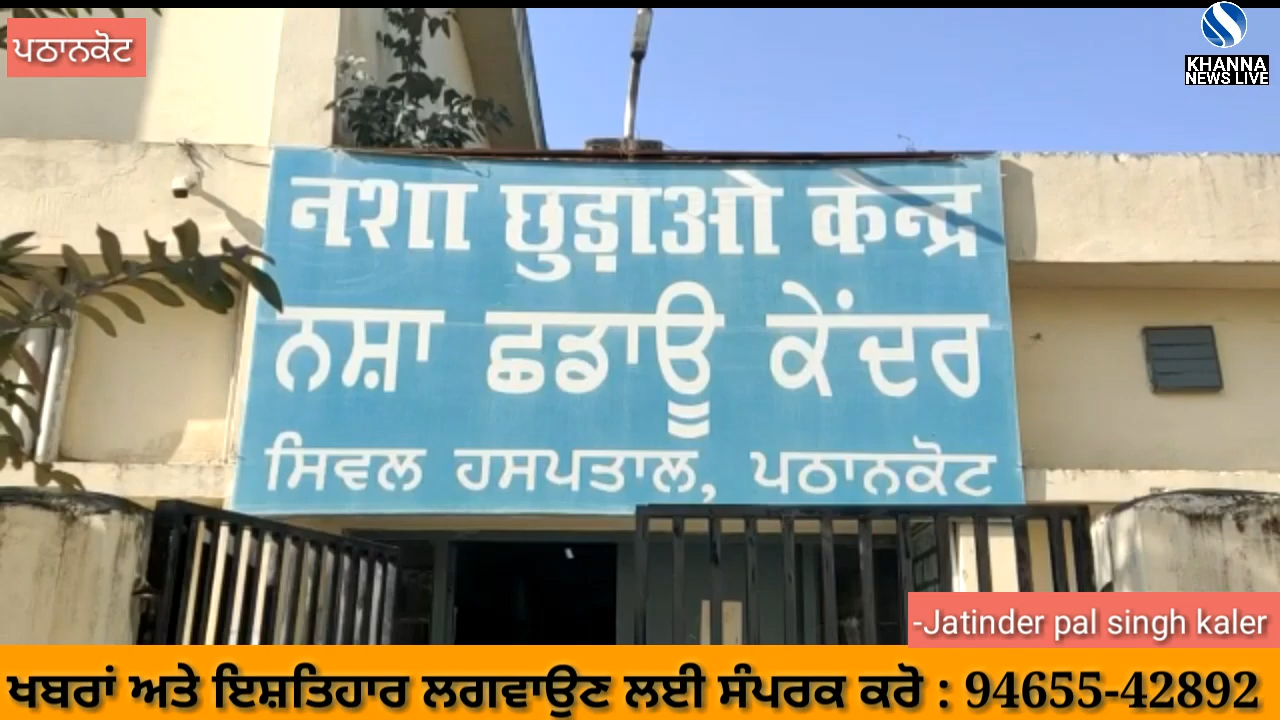 ਪਠਾਨਕੋਟ
KHANNA
NEWS LIVE
नशा छुड़ाओ केन्द्र
ਨਸ਼ਾ ਛਡਾਊ ਕੇਂਦਰ
ਸਿਵਲ ਹਸਪਤਾਲ, ਪਠਾਨਕੋਟ
-Jatinder pal singh kaler
ਖਬਰਾਂ ਅਤੇ ਇਸ਼ਤਿਹਾਰ ਲਗਵਾਉਣ ਲਈ ਸੰਪਰਕ ਕਰੋ : 94655-42892